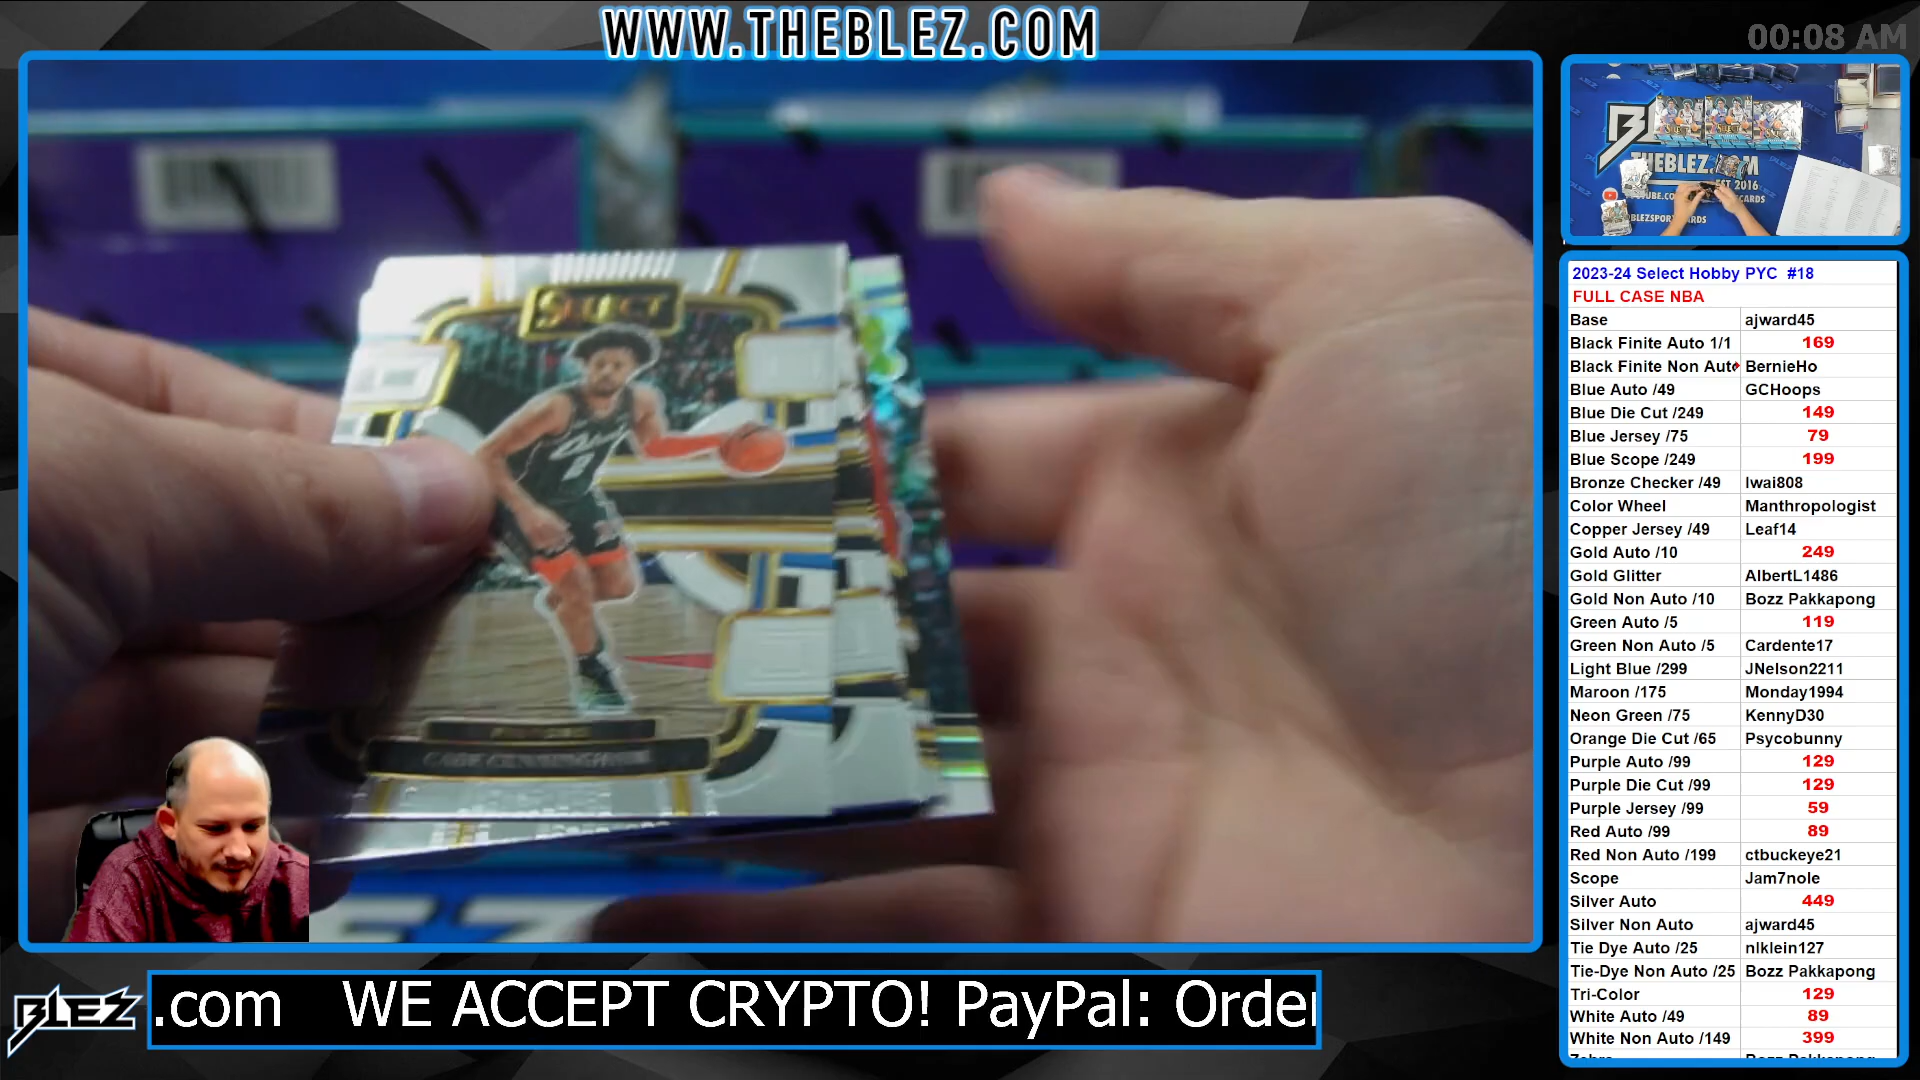 WWW.THEBLEZ.COM
00:08 AM
SELECT
CADE CUNNINGHAM
THEBLEZ.COM
EST 2016
2023-24 Select Hobby PYC #18
FULL CASE NBA
Base ajward45
Black Finite Auto 1/1 169
Black Finite Non Auto BernieHo
Blue Auto /49 GCHoops
Blue Die Cut /249 149
Blue Jersey /75 79
Blue Scope /249 199
Bronze Checker /49 Iwai808
Color Wheel Manthropologist
Copper Jersey /49 Leaf14
Gold Auto /10 249
Gold Glitter AlbertL1486
Gold Non Auto /10 Bozz Pakkapong
Green Auto /5 119
Green Non Auto /5 Cardente17
Light Blue /299 JNelson2211
Maroon /175 Monday1994
Neon Green /75 KennyD30
Orange Die Cut /65 Psycobunny
Purple Auto /99 129
Purple Die Cut /99 129
Purple Jersey /99 59
Red Auto /99 89
Red Non Auto /199 ctbuckeye21
Scope Jam7nole
Silver Auto 449
Silver Non Auto ajward45
Tie Dye Auto /25 nlklein127
Tie-Dye Non Auto /25 Bozz Pakkapong
Tri-Color 129
White Auto /49 89
White Non Auto /149 399
BLEZ
.com WE ACCEPT CRYPTO! PayPal: Order